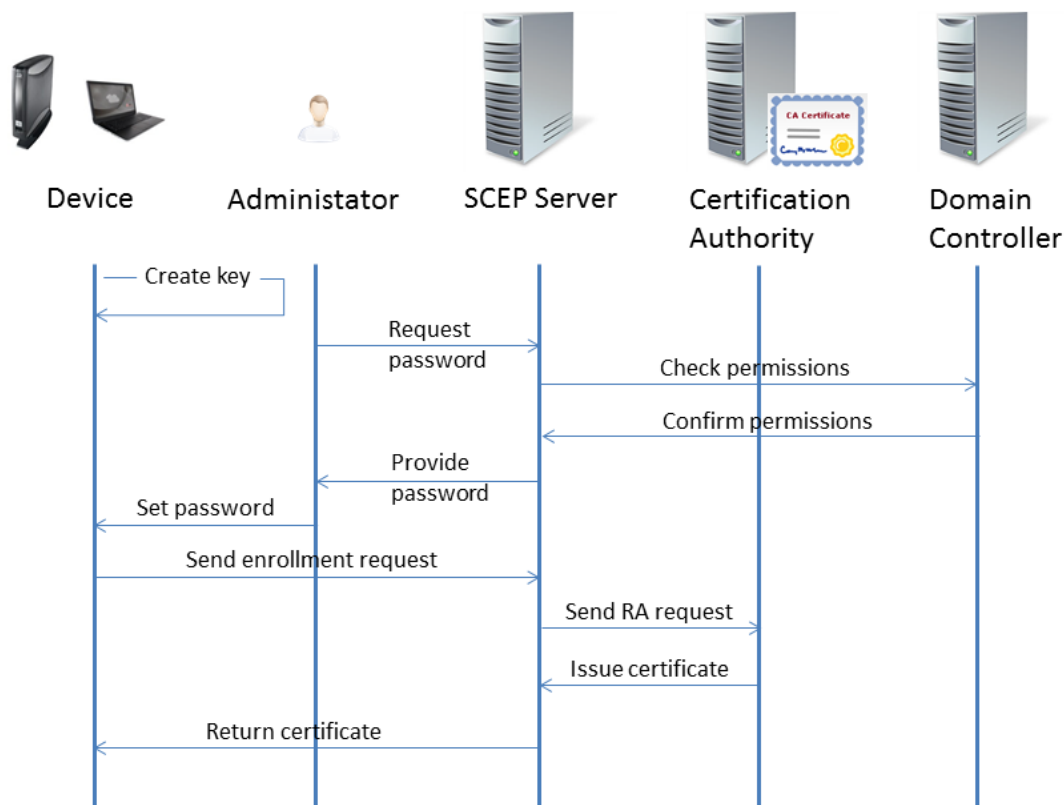 CA Certificate
Device
Administator
SCEP Server
Certification
Authority
Domain
Controller
Create key
Request
password
Check permissions
Confirm permissions
Provide
password
Set password
Send enrollment request
Send RA request
Issue certificate
Return certificate